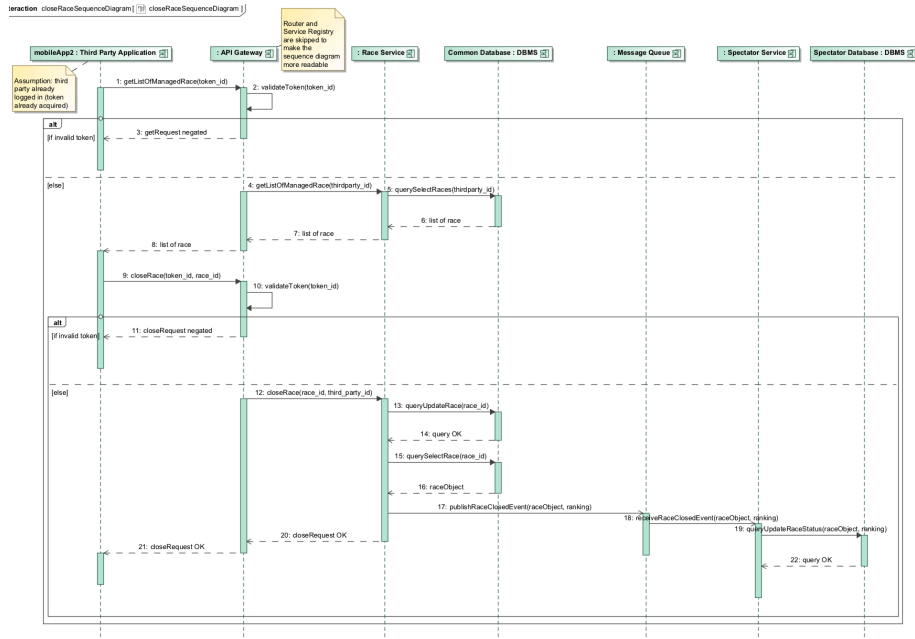 teraction closeRaceSequenceDiagram[ closeRaceSequenceDiagram ]
Router and
Service Registry
are skipped to
make the
sequence diagram
more readable
mobileApp2 : Third Party Application
: API Gateway
: Race Service
Common Database : DBMS
: Message Queue
: Spectator Service
Spectator Database : DBMS
Assumption: third
party already
logged in (token
already acquired)
1: getListOfManagedRace(token_id)
2: validateToken(token_id)
alt
[if invalid token]
3: getRequest negated
[else]
4: getListOfManagedRace(thirdparty_id)
5: querySelectRaces(thirdparty_id)
6: list of race
7: list of race
8: list of race
9: closeRace(token_id, race_id)
10: validateToken(token_id)
alt
[if invalid token]
11: closeRequest negated
[else]
12: closeRace(race_id, third_party_id)
13: queryUpdateRace(race_id)
14: query OK
15: querySelectRace(race_id)
16: raceObject
17: publishRaceClosedEvent(raceObject, ranking)
18: receiveRaceClosedEvent(raceObject, ranking)
19: queryUpdateRaceStatus(raceObject, ranking)
20: closeRequest OK
21: closeRequest OK
22: query OK